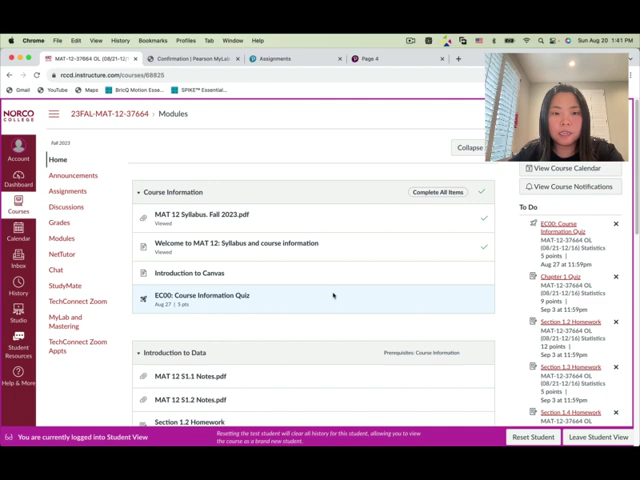 Chrome File Edit View History Bookmarks Profiles Tab Window Help
Sun Aug 20 1:41 PM
MAT-12-37664 OL (08/21-12/1
Confirmation | Pearson MyLab
Assignments
Page 4
rccd.instructure.com/courses/68825
Gmail YouTube Maps BricQ Motion Esse... SPIKE™ Essential...
NORCO
COLLEGE
23FAL-MAT-12-37664 › Modules
Account
Dashboard
Courses
Calendar
Inbox
History
Studio
Student
Resources
Help & More
Fall 2023
Home
Announcements
Assignments
Discussions
Grades
Modules
NetTutor
Chat
StudyMate
TechConnect Zoom
MyLab and
Mastering
TechConnect Zoom
Apps
Collapse
Course Information
Complete All Items
MAT 12 Syllabus. Fall 2023.pdf
Viewed
Welcome to MAT 12: Syllabus and course information
Viewed
Introduction to Canvas
EC00: Course Information Quiz
Aug 27 | 5 pts
Introduction to Data
Prerequisites: Course Information
MAT 12 S1.1 Notes.pdf
MAT 12 S1.2 Notes.pdf
Section 1.2 Homework
View Course Calendar
View Course Notifications
To Do
EC00: Course
Information Quiz
MAT-12-37664 OL
(08/21-12/16) Statistics
5 points
Aug 27 at 11:59pm
Chapter 1 Quiz
MAT-12-37664 OL
(08/21-12/16) Statistics
9 points
Sep 3 at 11:59pm
Section 1.2 Homework
MAT-12-37664 OL
(08/21-12/16) Statistics
12 points
Sep 3 at 11:59pm
Section 1.3 Homework
MAT-12-37664 OL
(08/21-12/16) Statistics
Sep 3 at 11:59pm
Section 1.4 Homework
MAT-12-37664 OL
You are currently logged into Student View
Resetting the test student will clear all history for this student, allowing you to view
the course as a brand new student.
Reset Student
Leave Student View